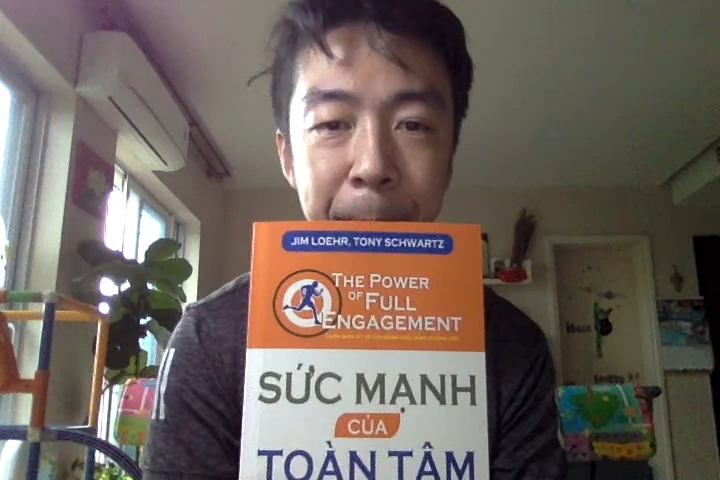 JIM LOEHR, TONY SCHWARTZ
THE POWER
OF FULL
ENGAGEMENT
SỨC MẠNH
CỦA
TOÀN TÂM